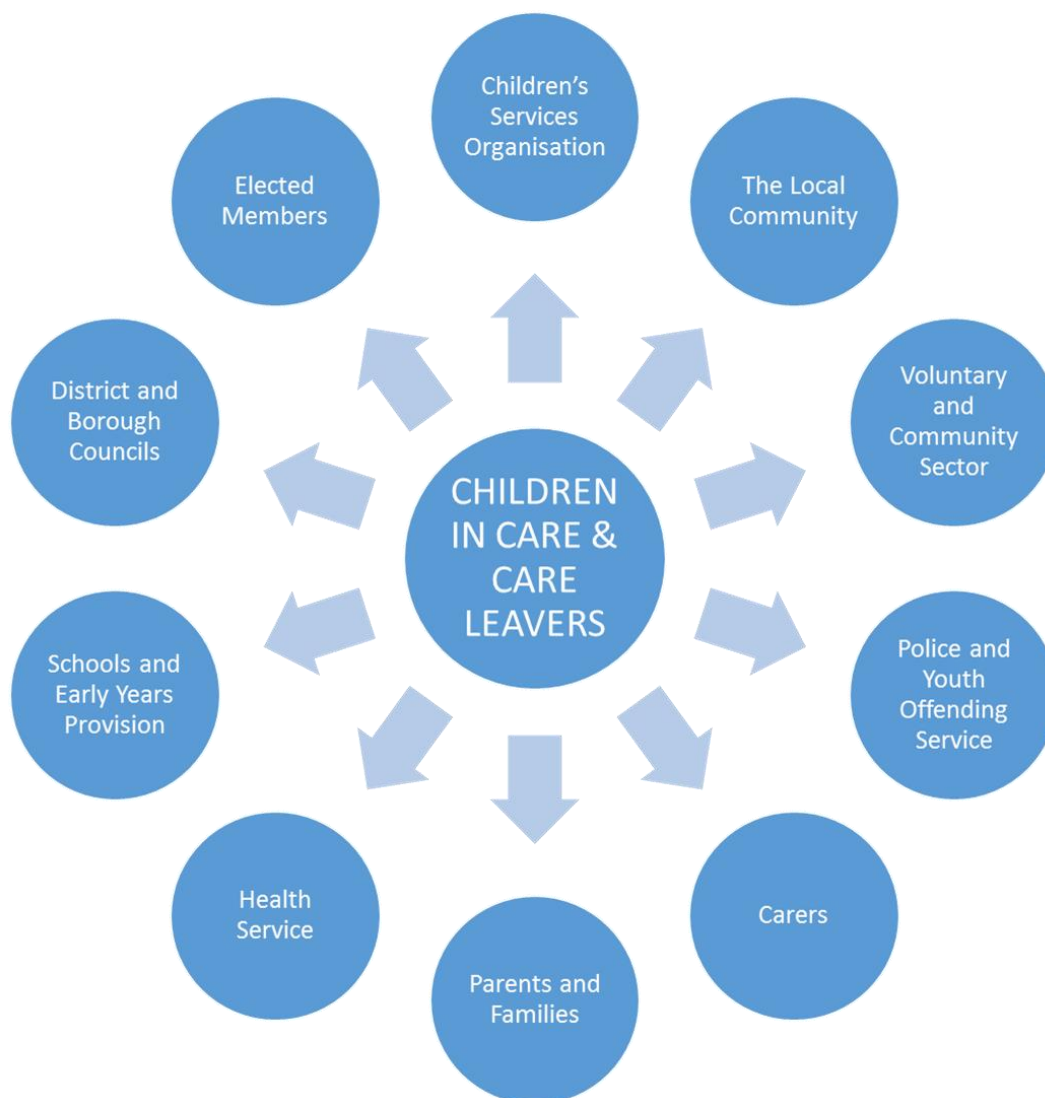 Children's
Services
Organisation
The Local
Community
Voluntary
and
Community
Sector
Police and
Youth
Offending
Service
Carers
Parents and
Families
Health
Service
Schools and
Early Years
Provision
District and
Borough
Councils
Elected
Members
CHILDREN
IN CARE &
CARE
LEAVERS